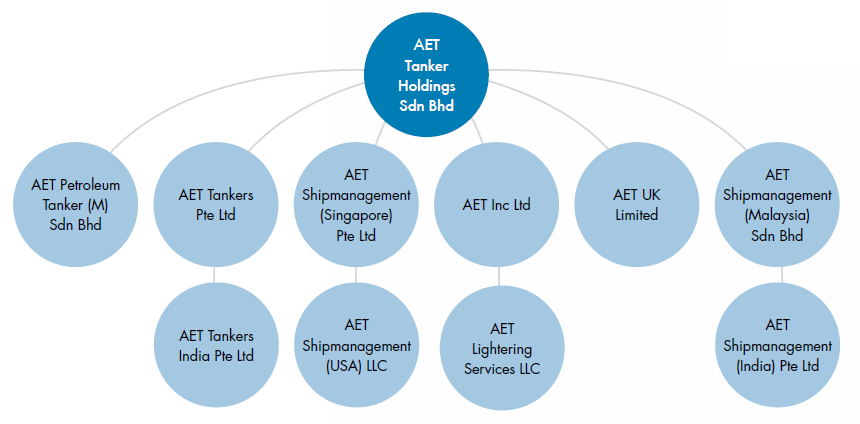 AET
Tanker
Holdings
Sdn Bhd
AET Petroleum
Tanker (M)
Sdn Bhd
AET Tankers
Pte Ltd
AET
Shipmanagement
(Singapore)
Pte Ltd
AET Inc Ltd
AET UK
Limited
AET
Shipmanagement
(Malaysia)
Sdn Bhd
AET Tankers
India Pte Ltd
AET
Shipmanagement
(USA) LLC
AET
Lightering
Services LLC
AET
Shipmanagement
(India) Pte Ltd